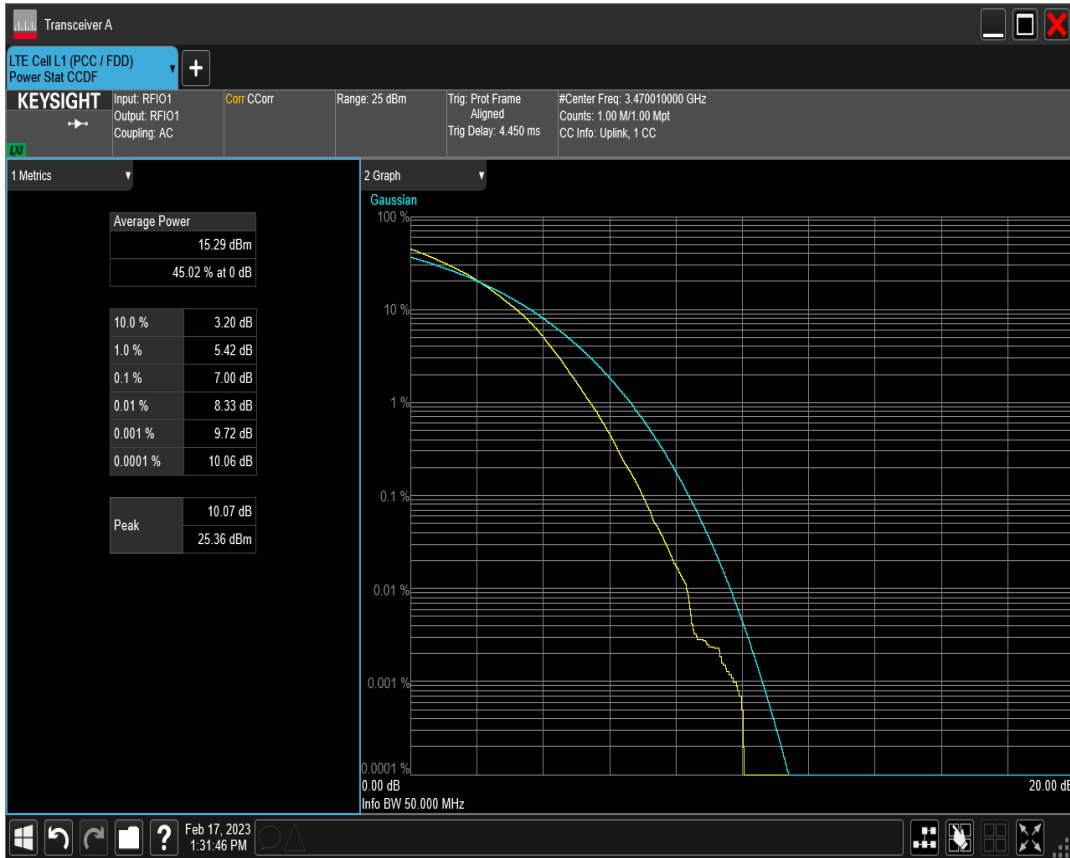 Transceiver A
LTE Cell L1 (PCC / FDD)
Power Stat CCDF
KEYSIGHT
LXI
Input: RFIO1
Output: RFIO1
Coupling: AC
Corr CCorr
Range: 25 dBm
Trig: Prot Frame
Aligned
Trig Delay: 4.450 ms
#Center Freq: 3.470010000 GHz
Counts: 1.00 M/1.00 Mpt
CC Info: Uplink, 1 CC
1 Metrics
Average Power
15.29 dBm
45.02 % at 0 dB
10.0 % 3.20 dB
1.0 % 5.42 dB
0.1 % 7.00 dB
0.01 % 8.33 dB
0.001 % 9.72 dB
0.0001 % 10.06 dB
Peak
10.07 dB
25.36 dBm
2 Graph
Gaussian
100 %
10 %
1 %
0.1 %
0.01 %
0.001 %
0.0001 %
0.00 dB 20.00 dB
Info BW 50.000 MHz
?
Feb 17, 2023
1:31:46 PM